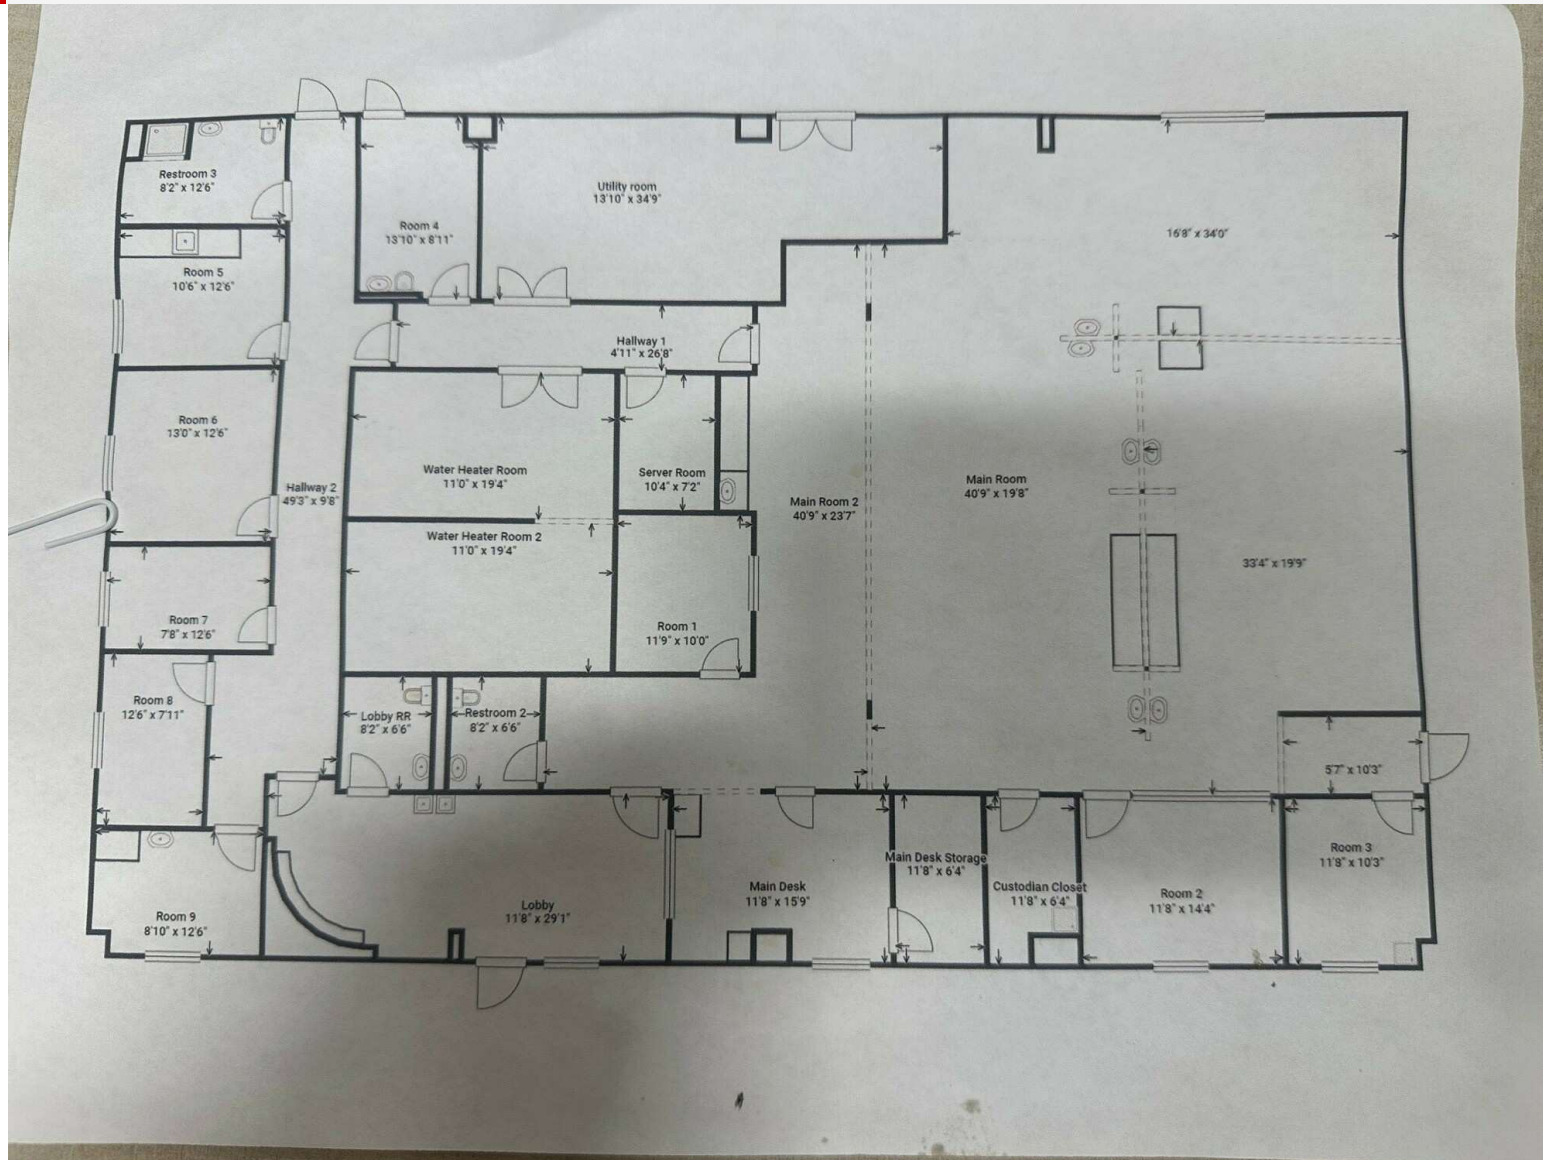 Restroom 3
8'2" x 12'6"
Room 5
10'6" x 12'6"
Room 6
13'0" x 12'6"
Hallway 2
49'3" x 9'8"
Room 7
7'8" x 12'6"
Room 8
12'6" x 7'11"
Room 9
8'10" x 12'6"
Room 4
13'10" x 8'11"
Utility room
13'10" x 34'9"
Hallway 1
4'11" x 26'8"
Water Heater Room
11'0" x 19'4"
Water Heater Room 2
11'0" x 19'4"
Server Room
10'4" x 7'2"
Room 1
11'9" x 10'0"
Lobby RR
8'2" x 6'6"
Restroom 2
8'2" x 6'6"
Lobby
11'8" x 29'1"
Main Room 2
40'9" x 23'7"
Main Room
40'9" x 19'8"
16'8" x 34'0"
33'4" x 19'9"
5'7" x 10'3"
Main Desk
11'8" x 15'9"
Main Desk Storage
11'8" x 6'4"
Custodian Closet
11'8" x 6'4"
Room 2
11'8" x 14'4"
Room 3
11'8" x 10'3"